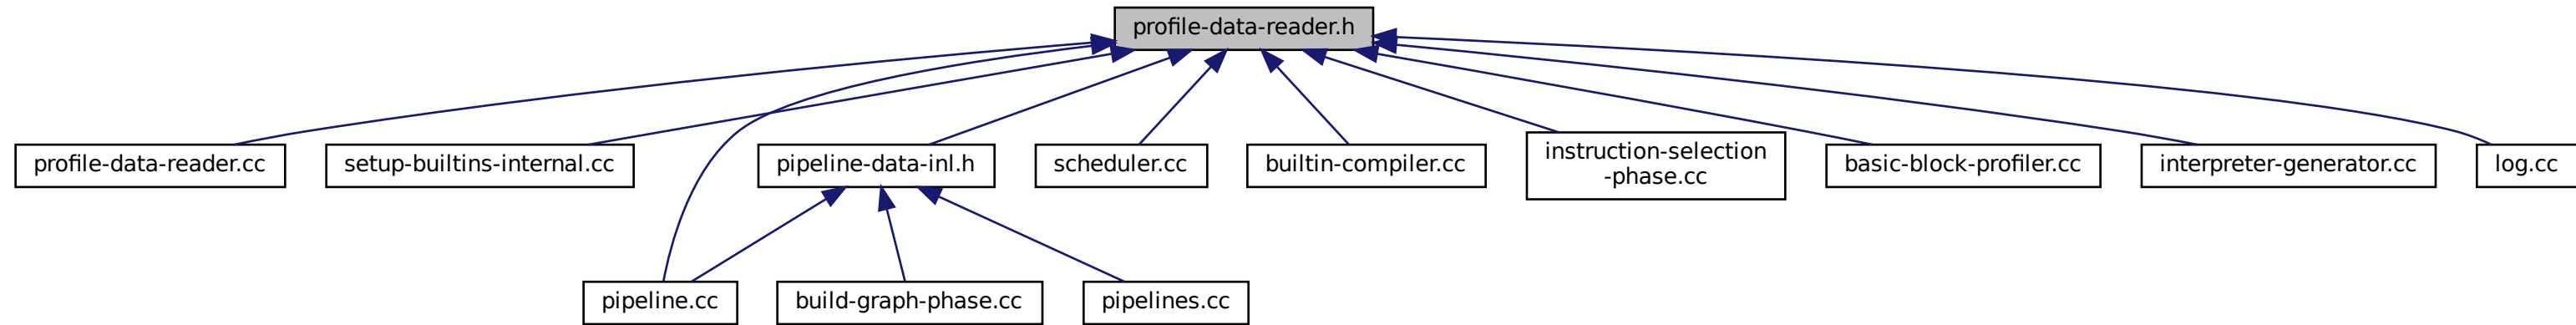 profile-data-reader.h
profile-data-reader.cc
setup-builtins-internal.cc
pipeline-data-inl.h
scheduler.cc
builtin-compiler.cc
instruction-selection
-phase.cc
basic-block-profiler.cc
interpreter-generator.cc
log.cc
pipeline.cc
build-graph-phase.cc
pipelines.cc